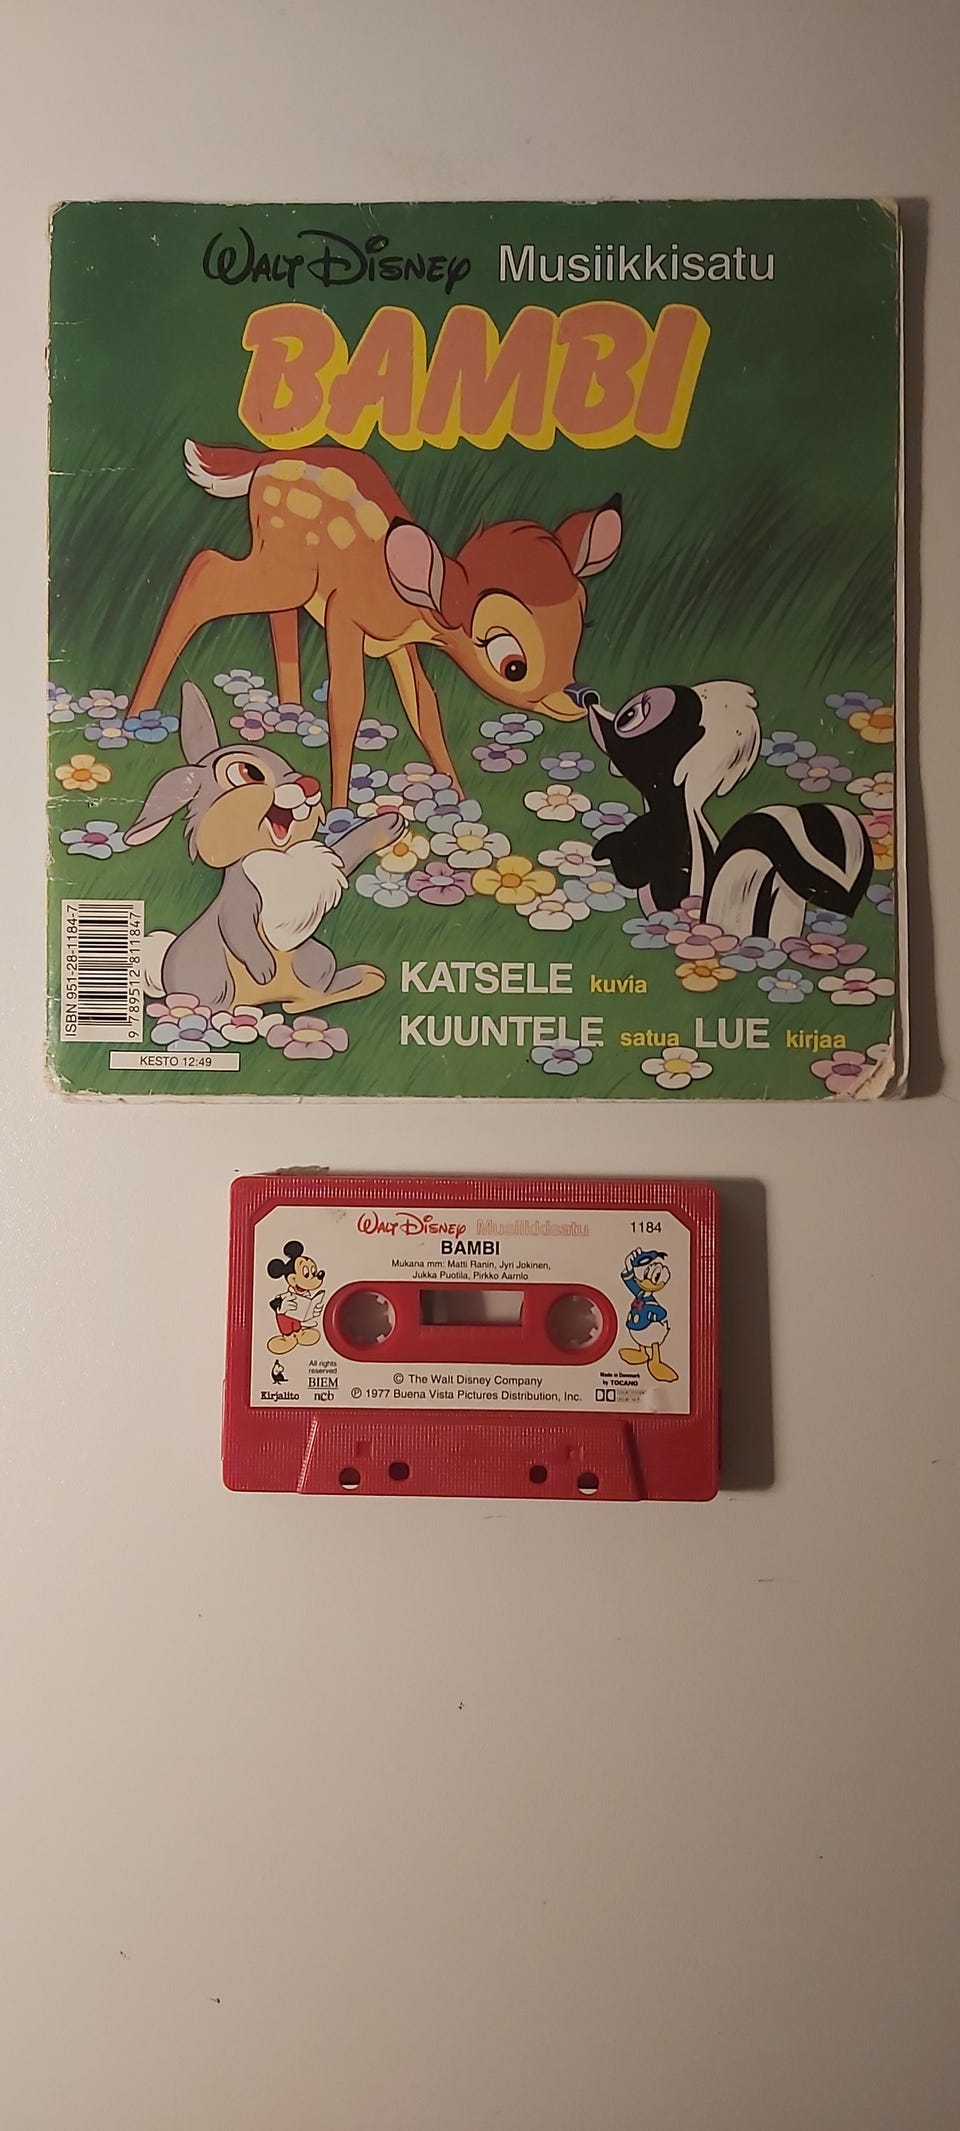 WALT DISNEY Musiikkisatu
BAMBI
ISBN 951-28-1184-7
9 789512 811847
KATSELE kuvia
KUUNTELE satua LUE kirjaa
KESTO 12:49
WALT DISNEY Musiikkisatu
1184
BAMBI
Mukana mm: Matti Ranin, Jyri Jokinen,
Jukka Puotila, Pirkko Aarnio
Kirjalito
All rights
reserved
BIEM
ncb
© The Walt Disney Company
℗ 1977 Buena Vista Pictures Distribution, Inc.
Made in Denmark
by TOCANO